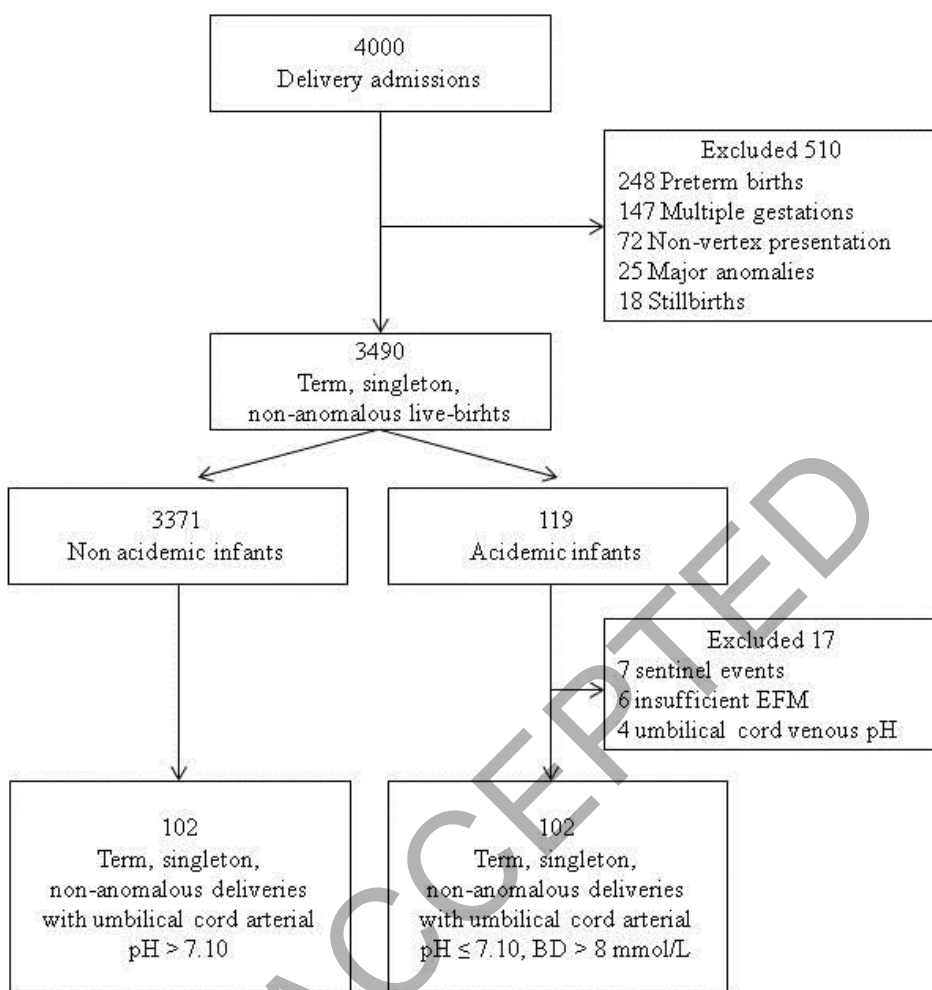 4000
Delivery admissions
Excluded 510
248 Preterm births
147 Multiple gestations
72 Non-vertex presentation
25 Major anomalies
18 Stillbirths
3490
Term, singleton,
non-anomalous live-birhts
3371
Non acidemic infants
119
Acidemic infants
Excluded 17
7 sentinel events
6 insufficient EFM
4 umbilical cord venous pH
102
Term, singleton,
non-anomalous deliveries
with umbilical cord arterial
pH > 7.10
102
Term, singleton,
non-anomalous deliveries
with umbilical cord arterial
pH ≤ 7.10, BD > 8 mmol/L
ACCEPTED